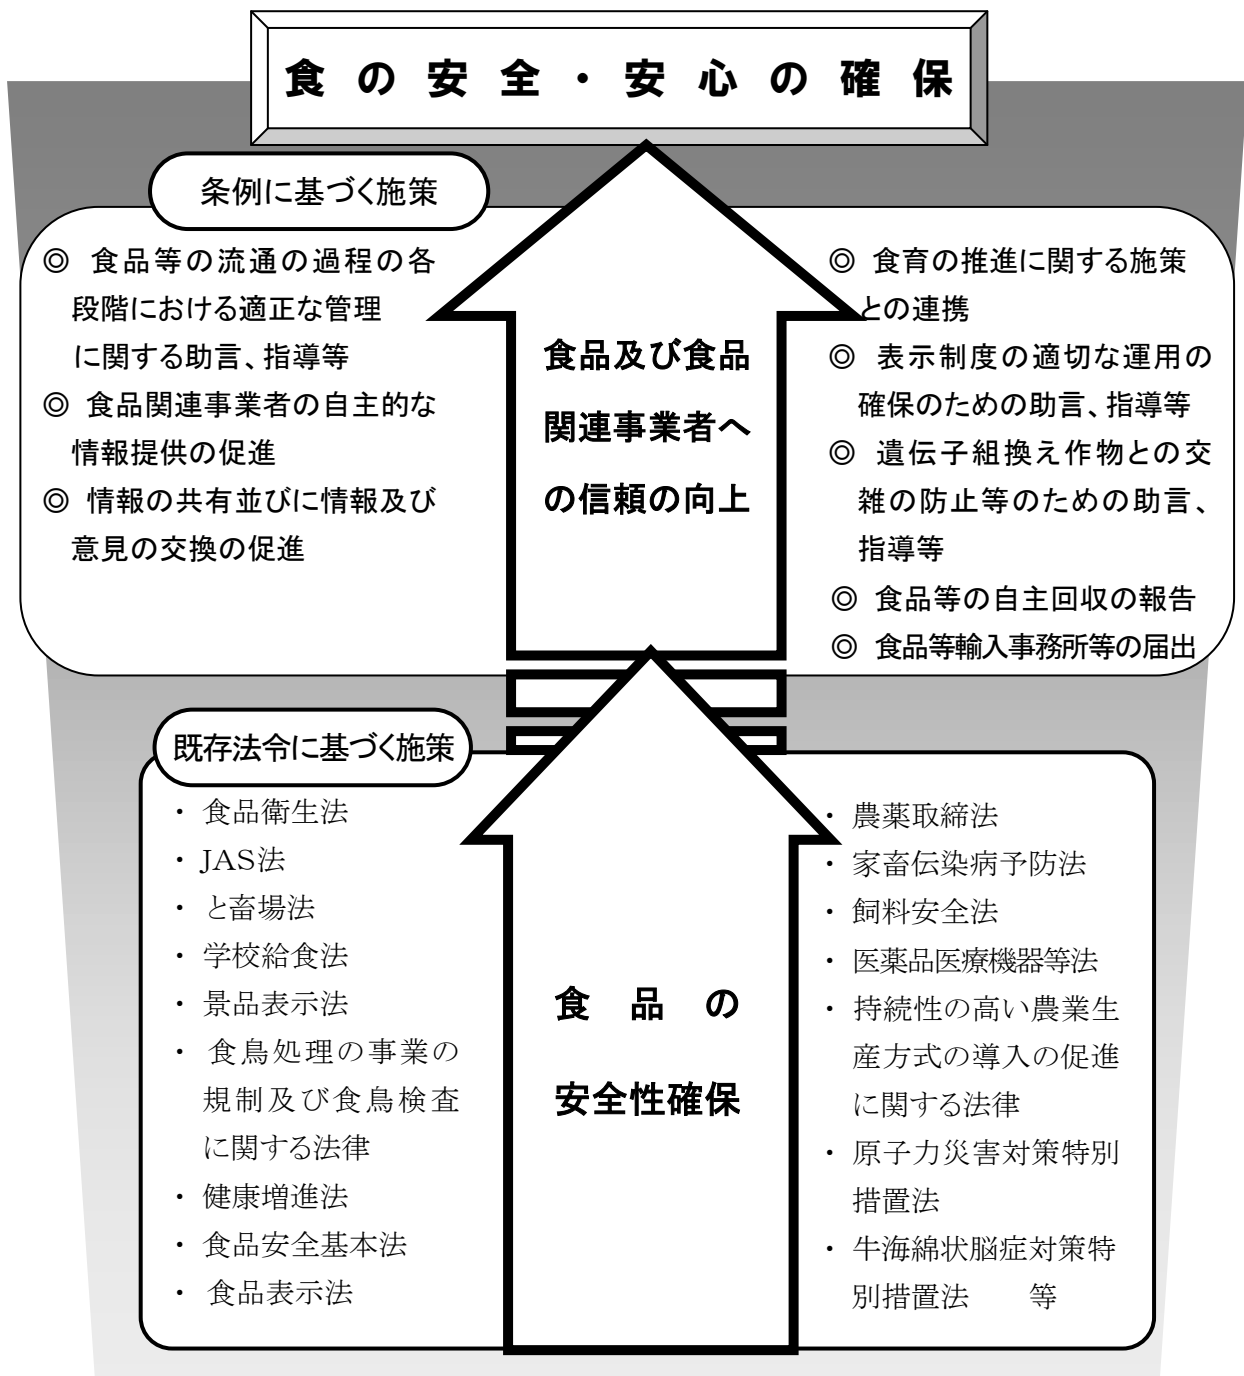 食の安全・安心の確保
条例に基づく施策
◎ 食品等の流通の過程の各
段階における適正な管理
に関する助言、指導等
◎ 食品関連事業者の自主的な
情報提供の促進
◎ 情報の共有並びに情報及び
意見の交換の促進
食品及び食品
関連事業者へ
の信頼の向上
◎ 食育の推進に関する施策
との連携
◎ 表示制度の適切な運用の
確保のための助言、指導等
◎ 遺伝子組換え作物との交
雑の防止等のための助言、
指導等
◎ 食品等の自主回収の報告
◎ 食品等輸入事務所等の届出
既存法令に基づく施策
・ 食品衛生法
・ JAS法
・ と畜場法
・ 学校給食法
・ 景品表示法
・ 食鳥処理の事業の
規制及び食鳥検査
に関する法律
・ 健康増進法
・ 食品安全基本法
・ 食品表示法
食品の
安全性確保
・ 農薬取締法
・ 家畜伝染病予防法
・ 飼料安全法
・ 医薬品医療機器等法
・ 持続性の高い農業生
産方式の導入の促進
に関する法律
・ 原子力災害対策特別
措置法
・ 牛海綿状脳症対策特
別措置法 等